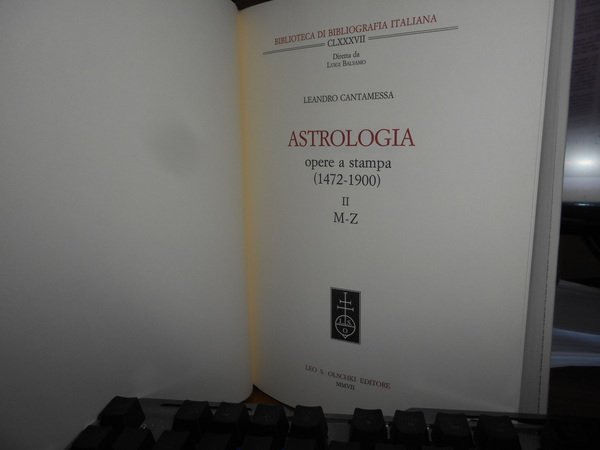 BIBLIOTECA DI BIBLIOGRAFIA ITALIANA
CLXXXVII
Diretta da
LUIGI BALSAMO
LEANDRO CANTAMESSA
ASTROLOGIA
opere a stampa
(1472-1900)
II
M-Z
L S
O
LEO S. OLSCHKI EDITORE
MMVII